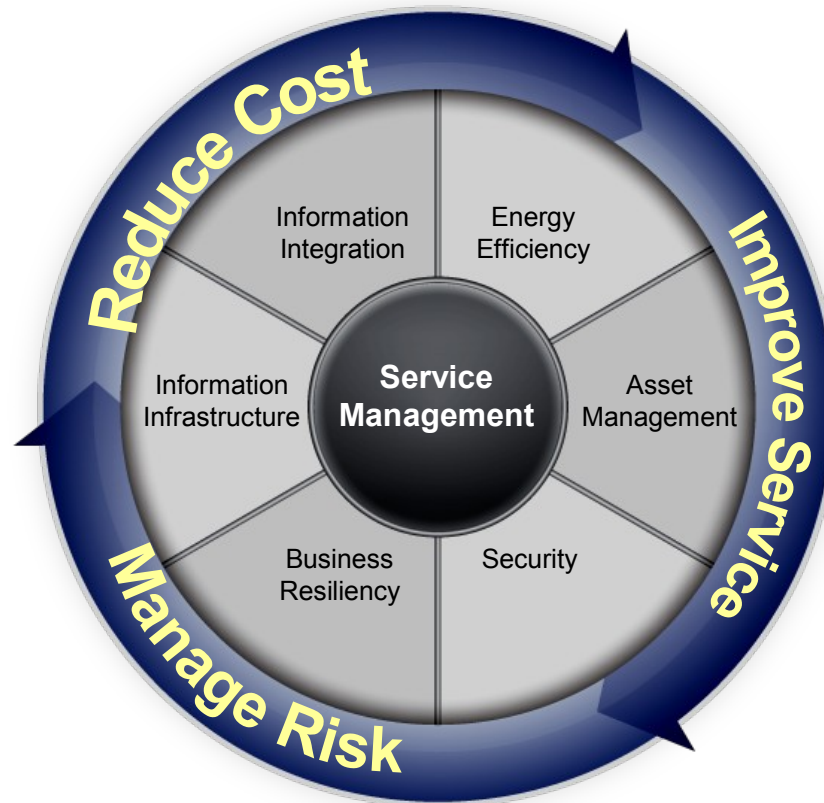 Reduce Cost
Improve Service
Manage Risk
Information
Integration
Energy
Efficiency
Information
Infrastructure
Service
Management
Asset
Management
Business
Resiliency
Security